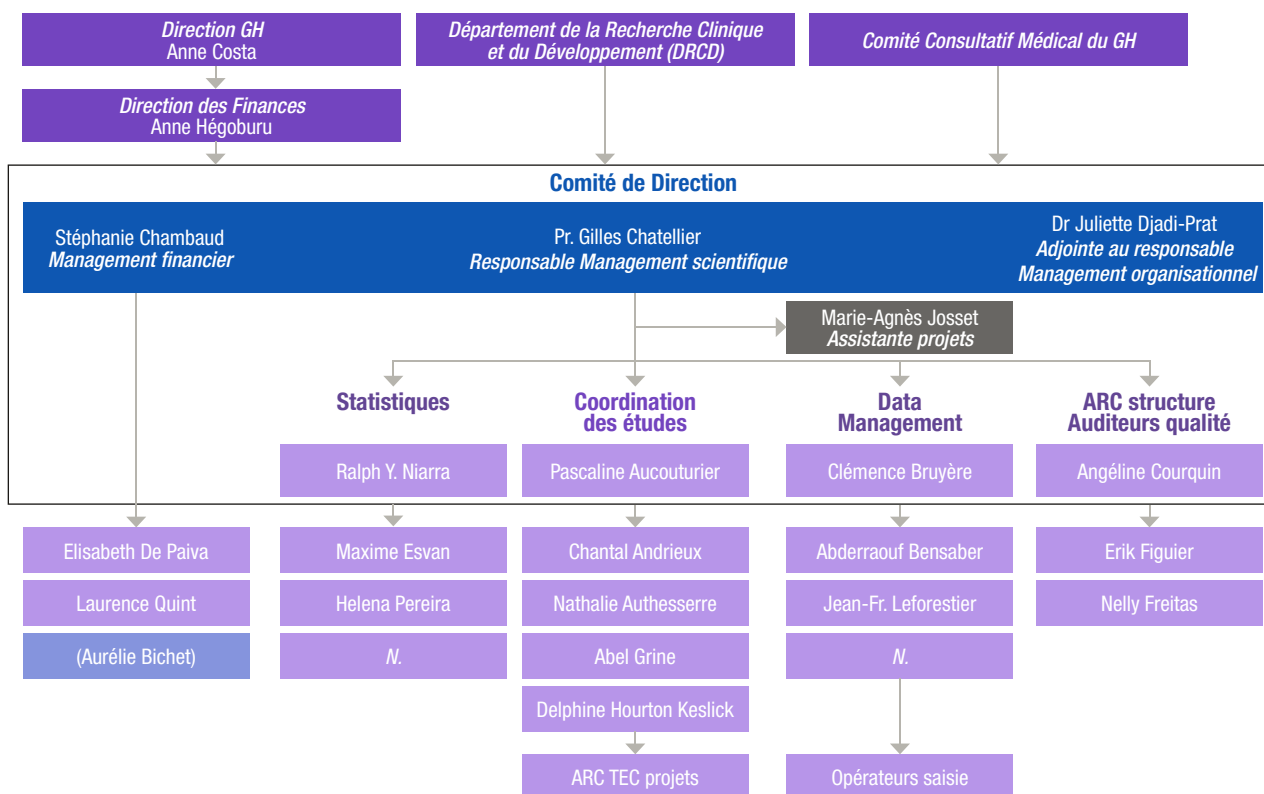 Direction GH
Anne Costa
Département de la Recherche Clinique
et du Développement (DRCD)
Comité Consultatif Médical du GH
Direction des Finances
Anne Hégoburu
Comité de Direction
Stéphanie Chambaud
Management financier
Pr. Gilles Chatellier
Responsable Management scientifique
Dr Juliette Djadi-Prat
Adjointe au responsable
Management organisationnel
Marie-Agnès Josset
Assistante projets
Statistiques
Coordination
des études
Data
Management
ARC structure
Auditeurs qualité
Ralph Y. Niarra
Pascaline Aucouturier
Clémence Bruyère
Angéline Courquin
Elisabeth De Paiva
Maxime Esvan
Chantal Andrieux
Abderraouf Bensaber
Erik Figuier
Laurence Quint
Helena Pereira
Nathalie Authesserre
Jean-Fr. Leforestier
Nelly Freitas
(Aurélie Bichet)
N.
Abel Grine
N.
Delphine Hourton Keslick
ARC TEC projets
Opérateurs saisie